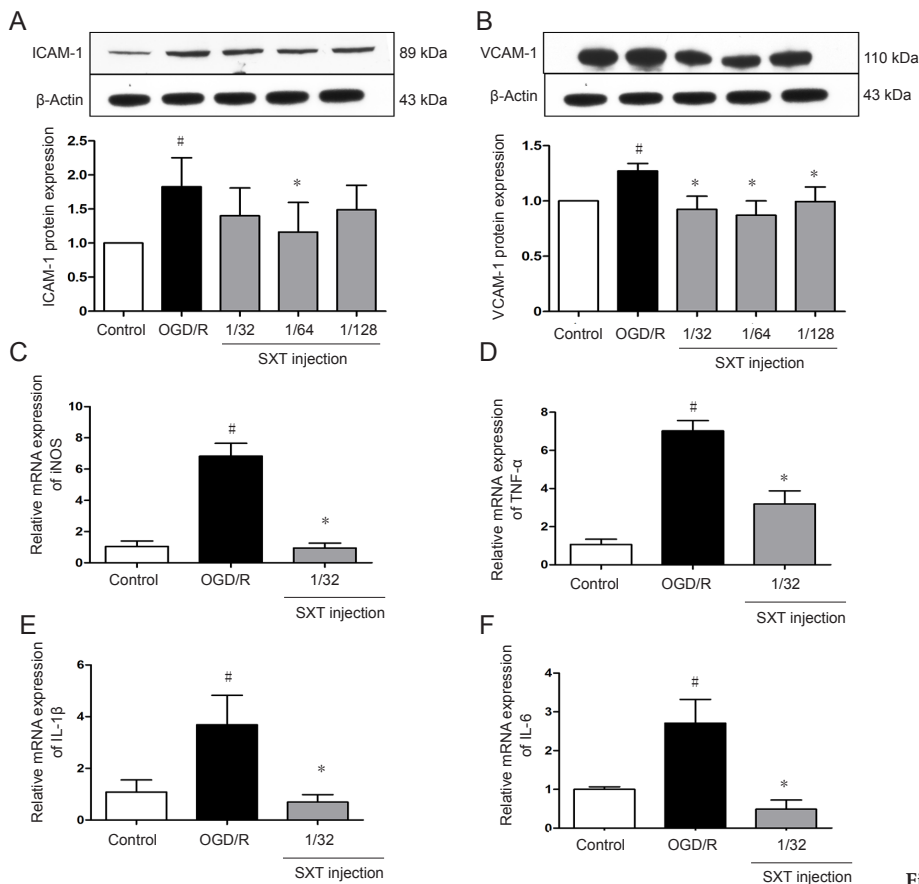 A
ICAM-1
89 kDa
β-Actin
43 kDa
ICAM-1 protein expression
2.5
2.0
1.5
1.0
0.5
0
#
*
Control OGD/R 1/32 1/64 1/128
SXT injection
B
VCAM-1
110 kDa
β-Actin
43 kDa
VCAM-1 protein expression
1.5
1.0
0.5
0
#
* * *
Control OGD/R 1/32 1/64 1/128
SXT injection
C
Relative mRNA expression
of iNOS
10
8
6
4
2
0
#
*
Control OGD/R 1/32
SXT injection
D
Relative mRNA expression
of TNF-α
8
6
4
2
0
#
*
Control OGD/R 1/32
SXT injection
E
Relative mRNA expression
of IL-1β
6
4
2
0
#
*
Control OGD/R 1/32
SXT injection
F
Relative mRNA expression
of IL-6
4
3
2
1
0
#
*
Control OGD/R 1/32
SXT injection